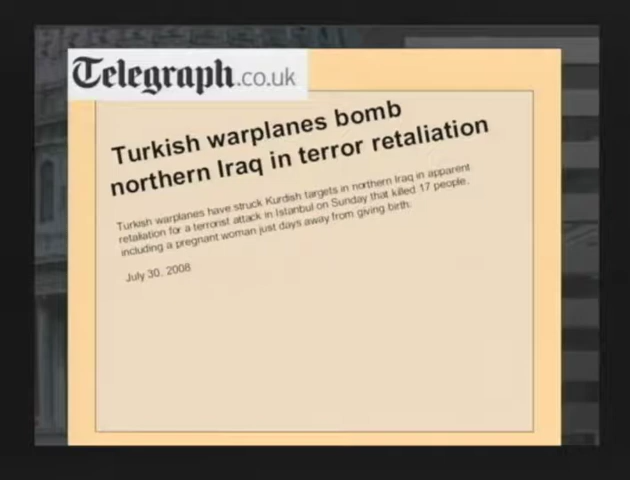 Telegraph.co.uk
Turkish warplanes bomb
northern Iraq in terror retaliation
Turkish warplanes have struck Kurdish targets in northern Iraq in apparent
retaliation for a terrorist attack in Istanbul on Sunday that killed 17 people,
including a pregnant woman just days away from giving birth.
July 30, 2008